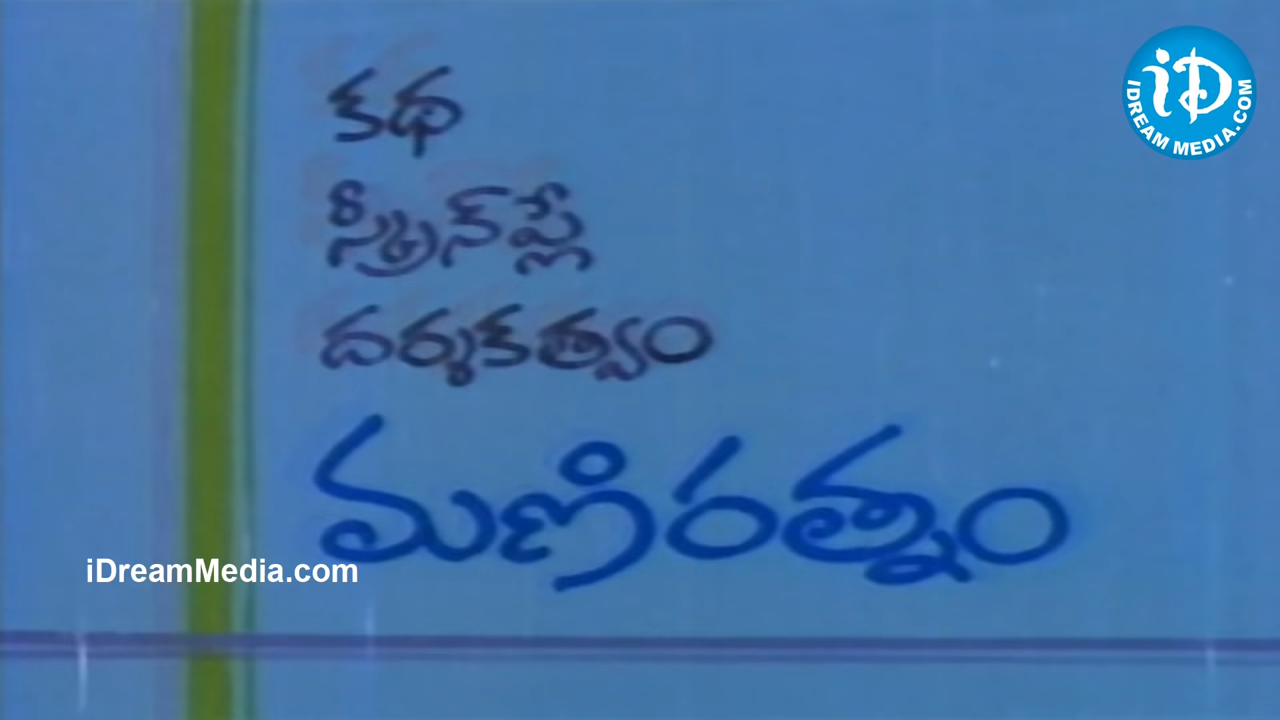 కథ
స్క్రీన్ ప్లే
దర్శకత్వం
మణిరత్నం
iDreamMedia.com
iD
IDREAM MEDIA.COM